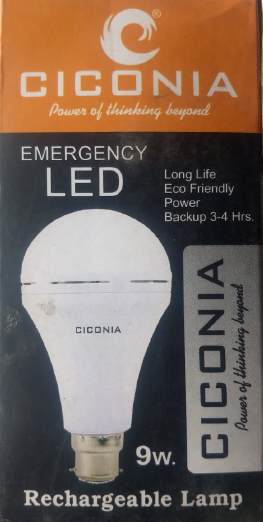 ®
CICONIA
Power of thinking beyond
EMERGENCY
LED
Long Life
Eco Friendly
Power
Backup 3-4 Hrs.
CICONIA
CICONIA
Power of thinking beyond
9W.
Rechargeable Lamp